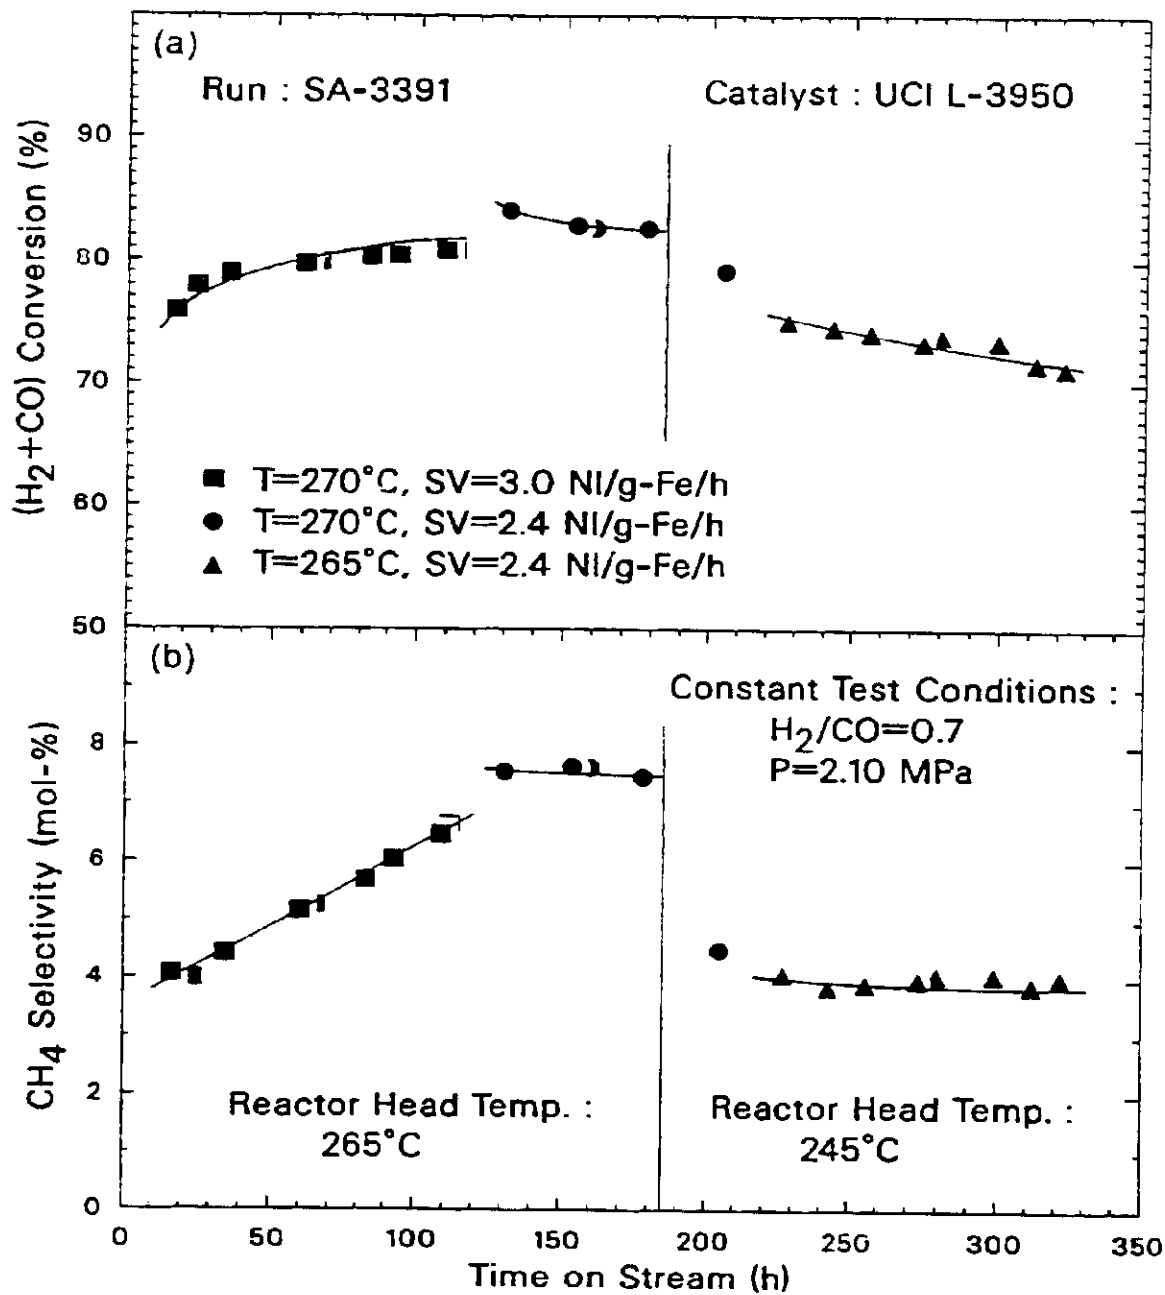 (a)
Run : SA-3391
Catalyst : UCI L-3950
(H₂+CO) Conversion (%)
90
80
70
60
50
T=270°C, SV=3.0 Nl/g-Fe/h
T=270°C, SV=2.4 Nl/g-Fe/h
T=265°C, SV=2.4 Nl/g-Fe/h
(b)
Constant Test Conditions :
H₂/CO=0.7
P=2.10 MPa
CH₄ Selectivity (mol-%)
8
6
4
2
0
Reactor Head Temp. :
265°C
Reactor Head Temp. :
245°C
0 50 100 150 200 250 300 350
Time on Stream (h)